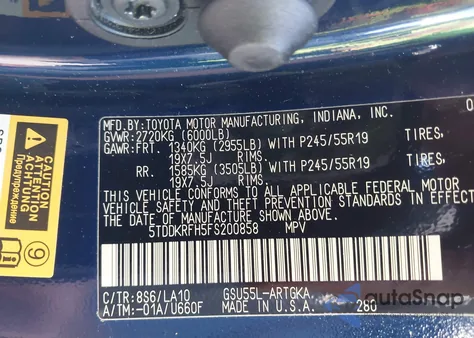 MFD.BY:TOYOTA MOTOR MANUFACTURING, INDIANA, INC.
GVWR:2720KG (6000LB)
GAWR:FRT. 1340KG (2955LB)WITH P245/55R19 TIRES,
19X7.5J RIMS.
RR. 1585KG (3505LB)WITH P245/55R19 TIRES,
19X7.5J RIMS.
THIS VEHICLE CONFORMS TO ALL APPLICABLE FEDERAL MOTOR
VEHICLE SAFETY STANDARDS IN EFFECT
THE DATE OF MANUFACTURE SHOWN ABOVE.
5TDDKRFH5FS200858 MPV
C/TR:8S6/LA10 GSU55L-ARTGKA
A/TM:-01A/U660F MADE IN U.S.A. 280
CAUTION
ATTENTION
ACHTUNG
Предупреждение
AutoSnap